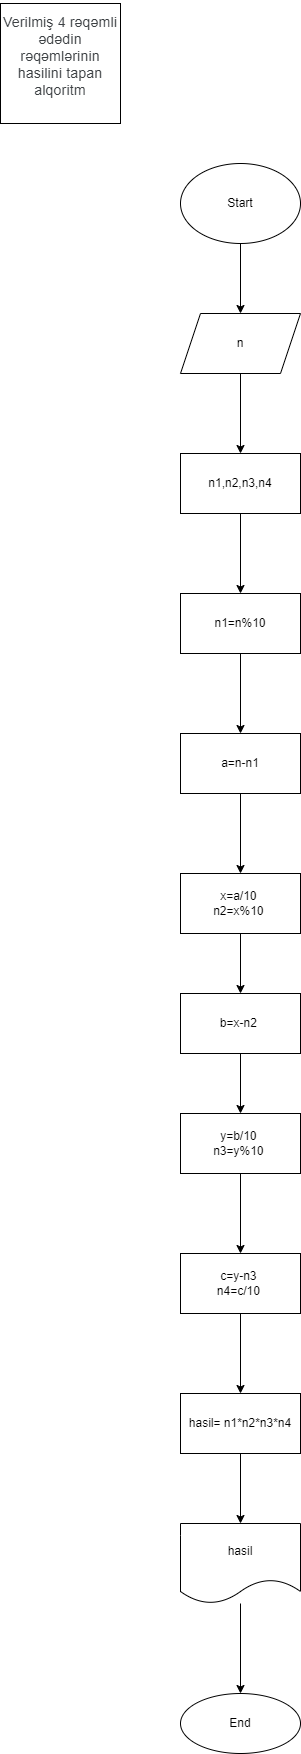 Verilmiş 4 rəqəmli
ədədin
rəqəmlərinin
hasilini tapan
alqoritm
Start
n
n1,n2,n3,n4
n1=n%10
a=n-n1
x=a/10
n2=x%10
b=x-n2
y=b/10
n3=y%10
c=y-n3
n4=c/10
hasil= n1*n2*n3*n4
hasil
End